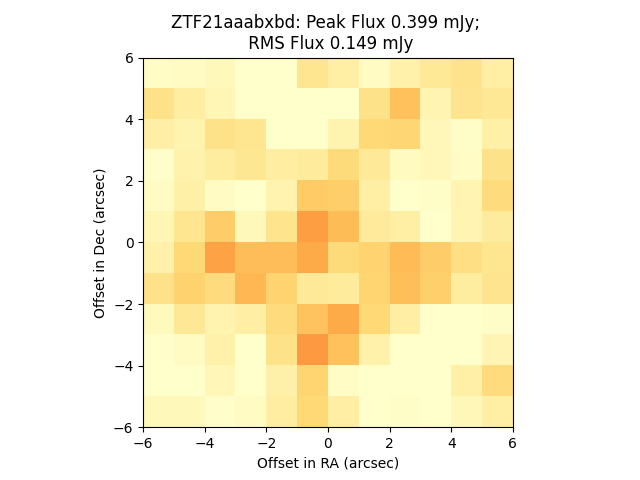 ZTF21aaabxbd: Peak Flux 0.399 mJy;
RMS Flux 0.149 mJy
6
4
2
0
−2
−4
−6
Offset in Dec (arcsec)
−6 −4 −2 0 2 4 6
Offset in RA (arcsec)